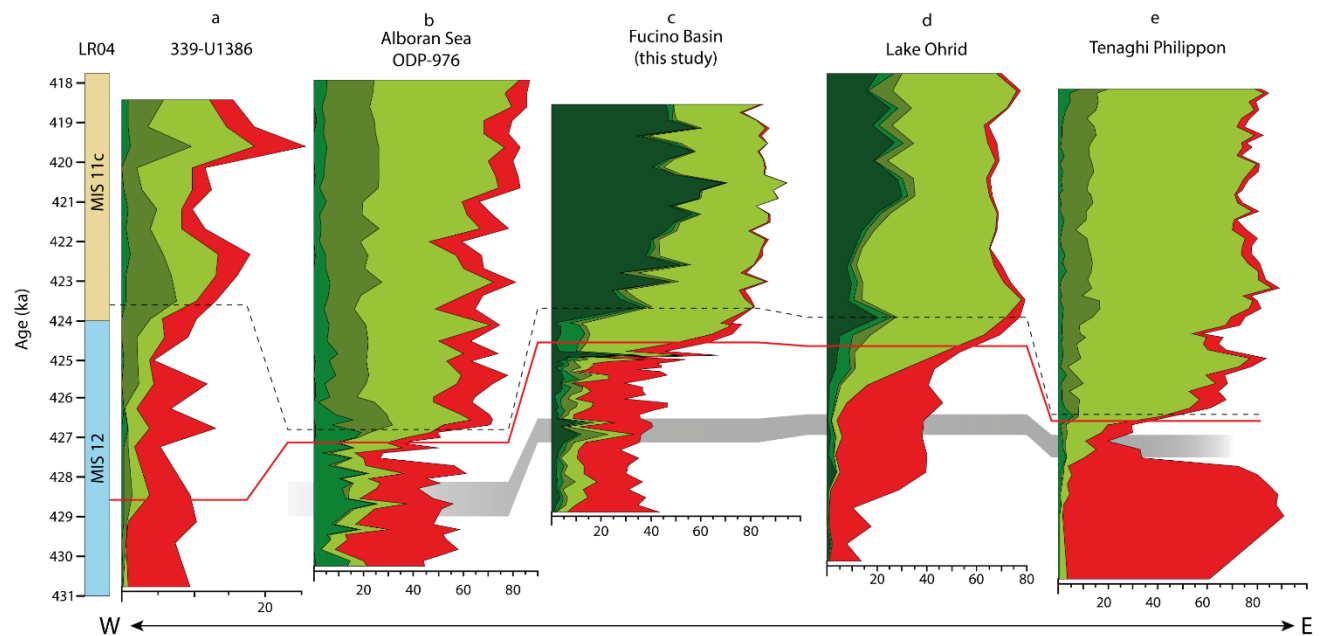 a
b
c
d
e
LR04
339-U1386
Alboran Sea
ODP-976
Fucino Basin
(this study)
Lake Ohrid
Tenaghi Philippon
Age (ka)
418
419
420
421
422
423
424
425
426
427
428
429
430
431
MIS 11c
MIS 12
20
20 40 60 80
20 40 60 80
20 40 60 80
20 40 60 80
W
E